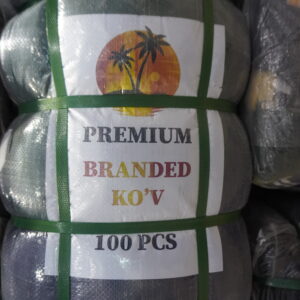 PREMIUM
BRANDED
KO'V
100 PCS